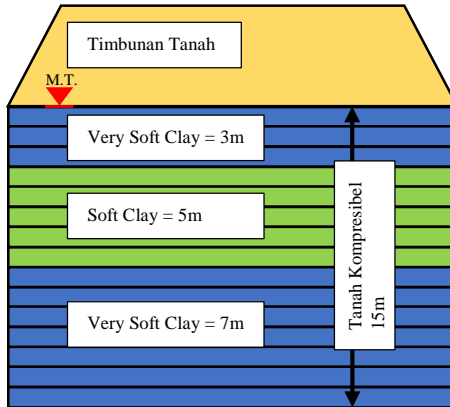 Timbunan Tanah
M.T.
Very Soft Clay = 3m
Soft Clay = 5m
Tanah Kompresibel
15m
Very Soft Clay = 7m